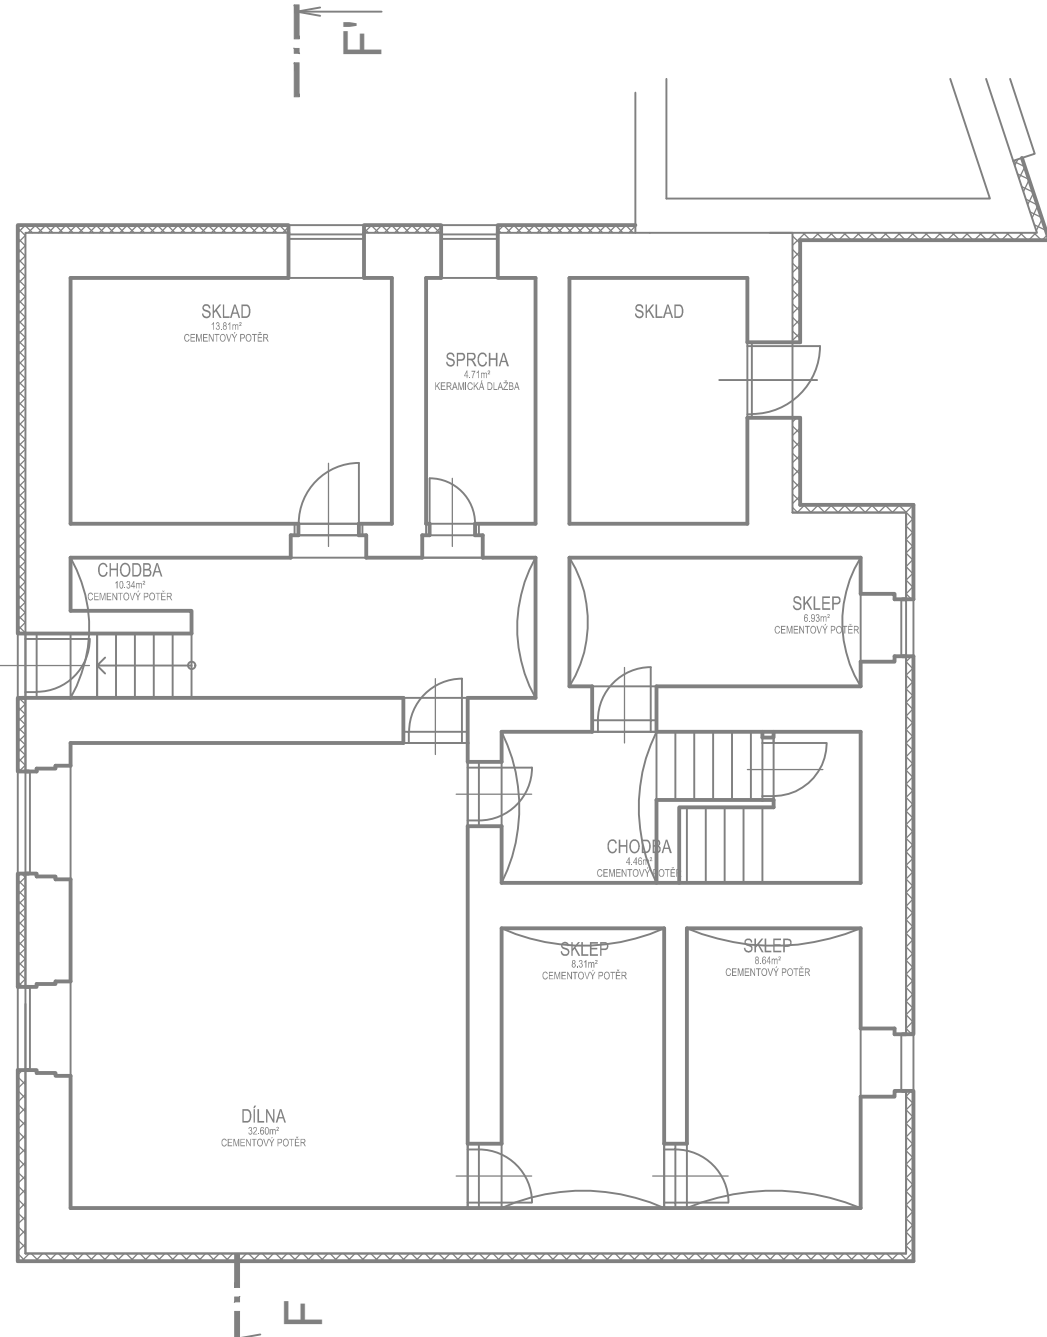 F'
SKLAD
13.81m²
CEMENTOVÝ POTĚR
SKLAD
SPRCHA
4.71m²
KERAMICKÁ DLAŽBA
CHODBA
10.34m²
CEMENTOVÝ POTĚR
SKLEP
6.93m²
CEMENTOVÝ POTĚR
CHODBA
4.46m²
CEMENTOVÝ POTĚR
SKLEP
8.31m²
CEMENTOVÝ POTĚR
SKLEP
8.64m²
CEMENTOVÝ POTĚR
DÍLNA
32.60m²
CEMENTOVÝ POTĚR
F